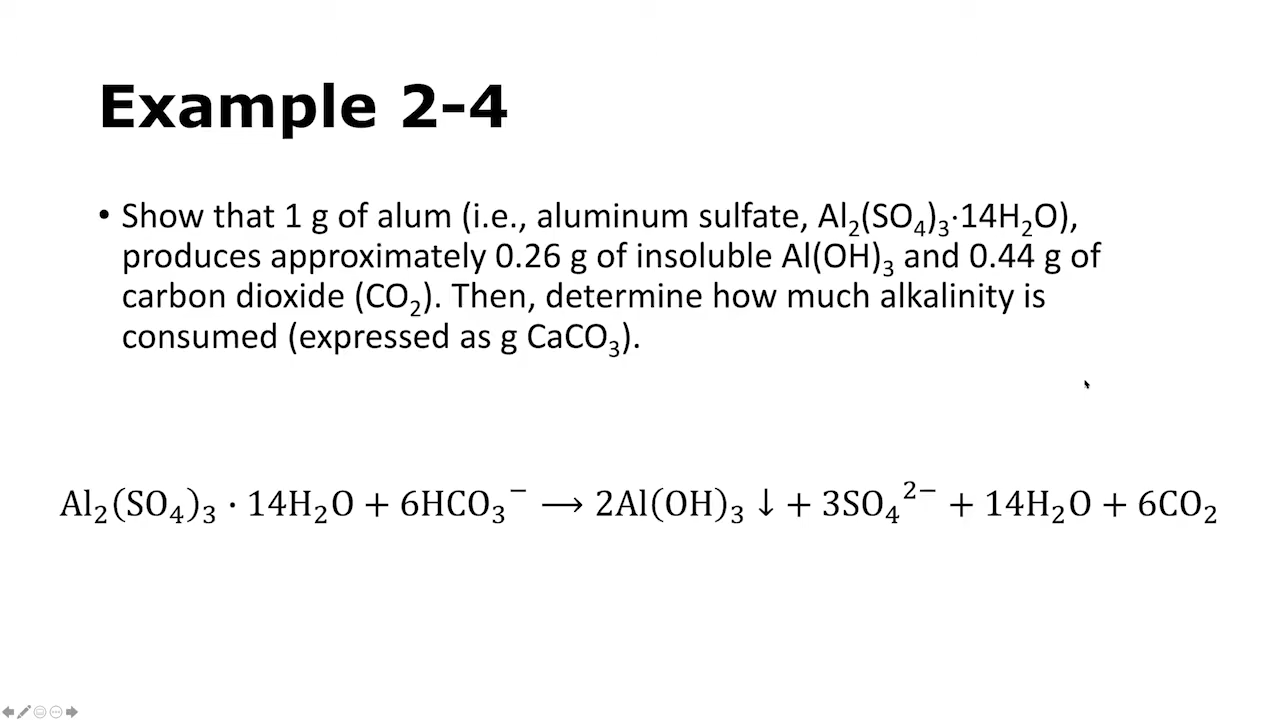 Example 2-4
• Show that 1 g of alum (i.e., aluminum sulfate, Al₂(SO₄)₃·14H₂O),
produces approximately 0.26 g of insoluble Al(OH)₃ and 0.44 g of
carbon dioxide (CO₂). Then, determine how much alkalinity is
consumed (expressed as g CaCO₃).
Al₂(SO₄)₃ · 14H₂O + 6HCO₃⁻ ⟶ 2Al(OH)₃ ↓ + 3SO₄²⁻ + 14H₂O + 6CO₂